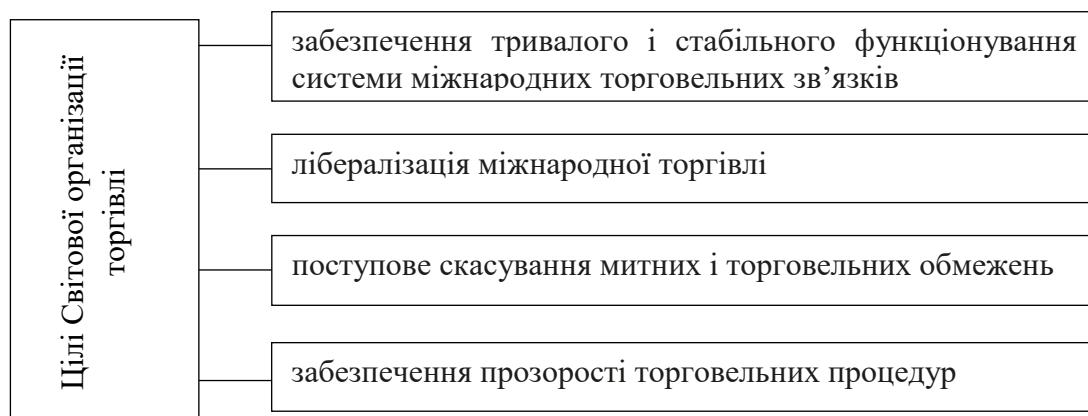 Цілі Світової організації
торгівлі
забезпечення тривалого і стабільного функціонування
системи міжнародних торговельних зв’язків
лібералізація міжнародної торгівлі
поступове скасування митних і торговельних обмежень
забезпечення прозорості торговельних процедур